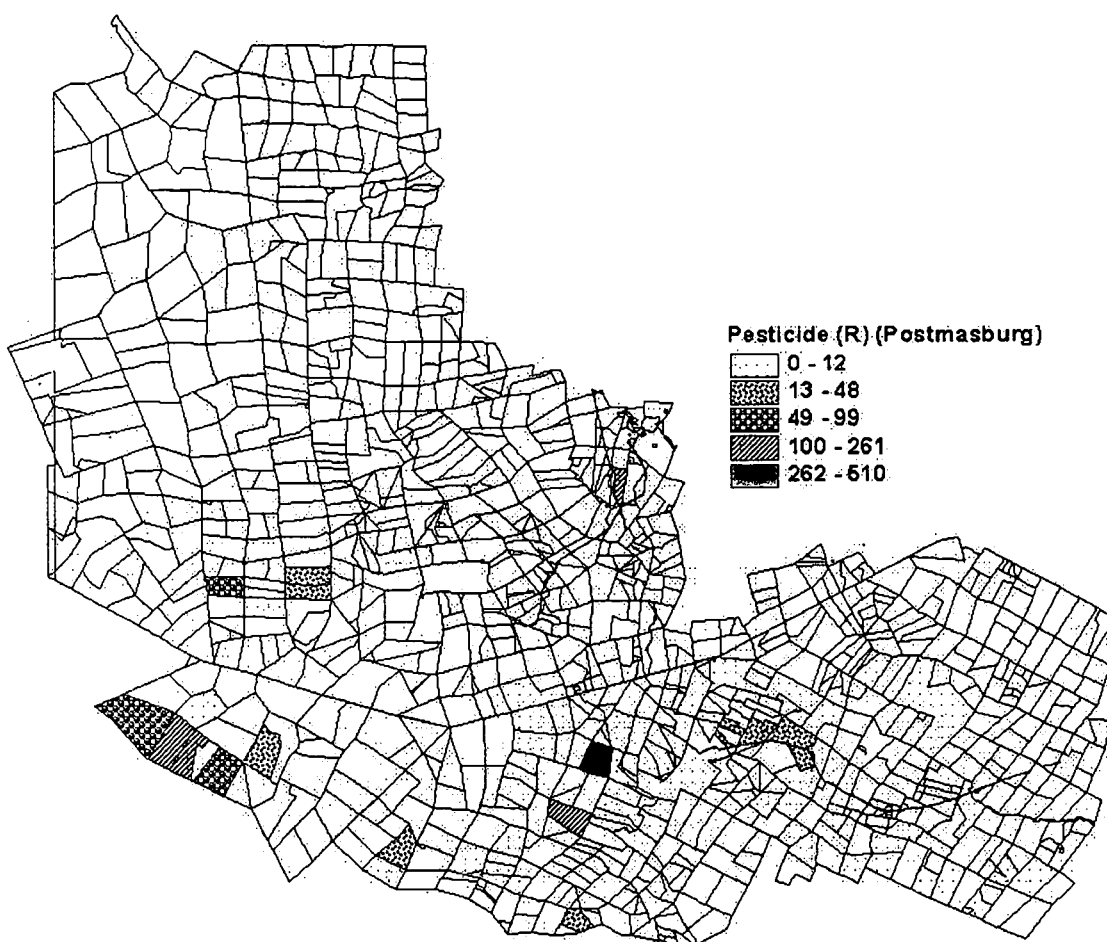 Pesticide (R) (Postmasburg)
0 - 12
13 - 48
49 - 99
100 - 261
262 - 510